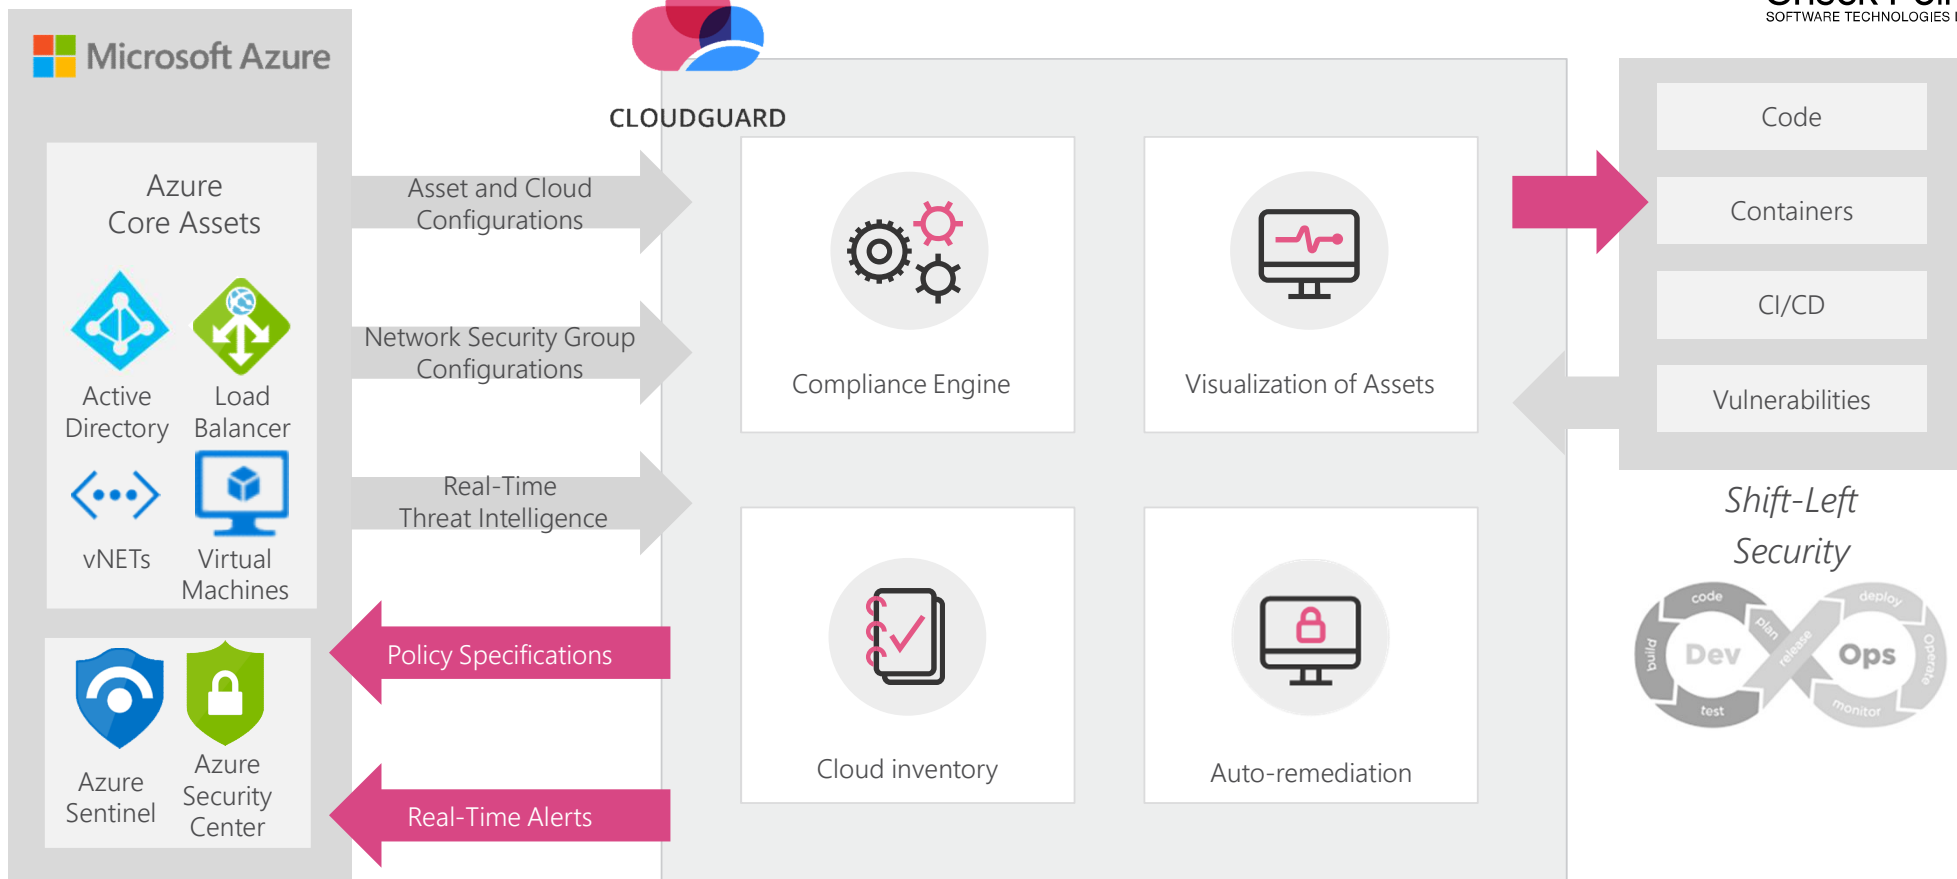 SOFTWARE TECHNOLOGIES
Microsoft Azure
CLOUDGUARD
Azure
Core Assets
Active
Directory
Load
Balancer
vNETs
Virtual
Machines
Azure
Sentinel
Azure
Security
Center
Asset and Cloud
Configurations
Network Security Group
Configurations
Real-Time
Threat Intelligence
Policy Specifications
Real-Time Alerts
Compliance Engine
Visualization of Assets
Cloud inventory
Auto-remediation
Code
Containers
CI/CD
Vulnerabilities
Shift-Left
Security
code
build
test
plan
release
deploy
operate
monitor
Dev
Ops